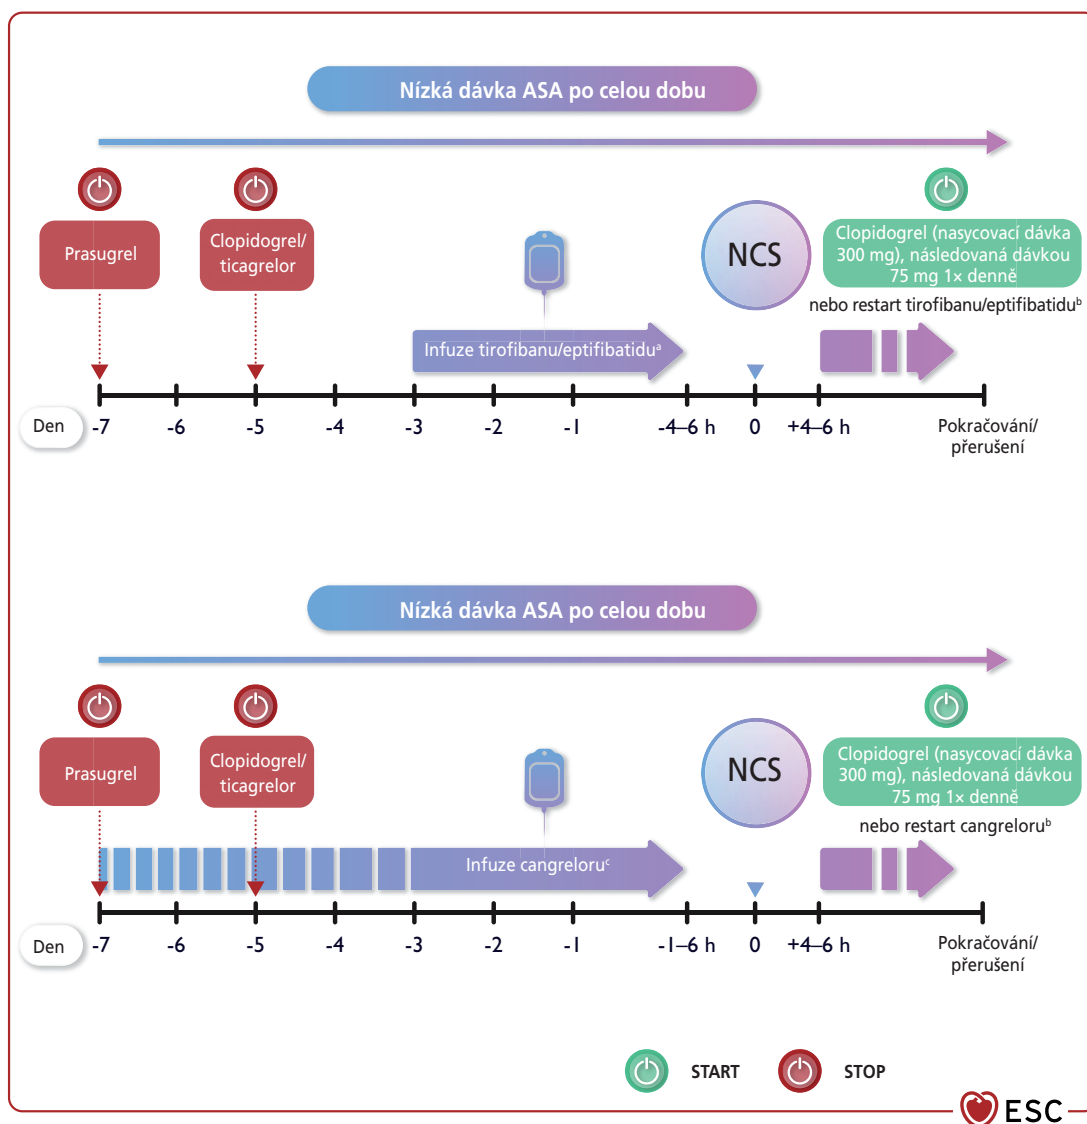 Nízká dávka ASA po celou dobu
Prasugrel
Clopidogrel/
ticagrelor
NCS
Clopidogrel (nasycovací dávka
300 mg), následovaná dávkou
75 mg 1× denně
nebo restart tirofibanu/eptifibatiduᵇ
Infuze tirofibanu/eptifibatiduᵃ
Den -7 -6 -5 -4 -3 -2 -1 -4–6 h 0 +4–6 h Pokračování/
přerušení
Nízká dávka ASA po celou dobu
Prasugrel
Clopidogrel/
ticagrelor
NCS
Clopidogrel (nasycovací dávka
300 mg), následovaná dávkou
75 mg 1× denně
nebo restart cangreloruᵇ
Infuze cangreloruᶜ
Den -7 -6 -5 -4 -3 -2 -1 -1–6 h 0 +4–6 h Pokračování/
přerušení
START STOP
ESC